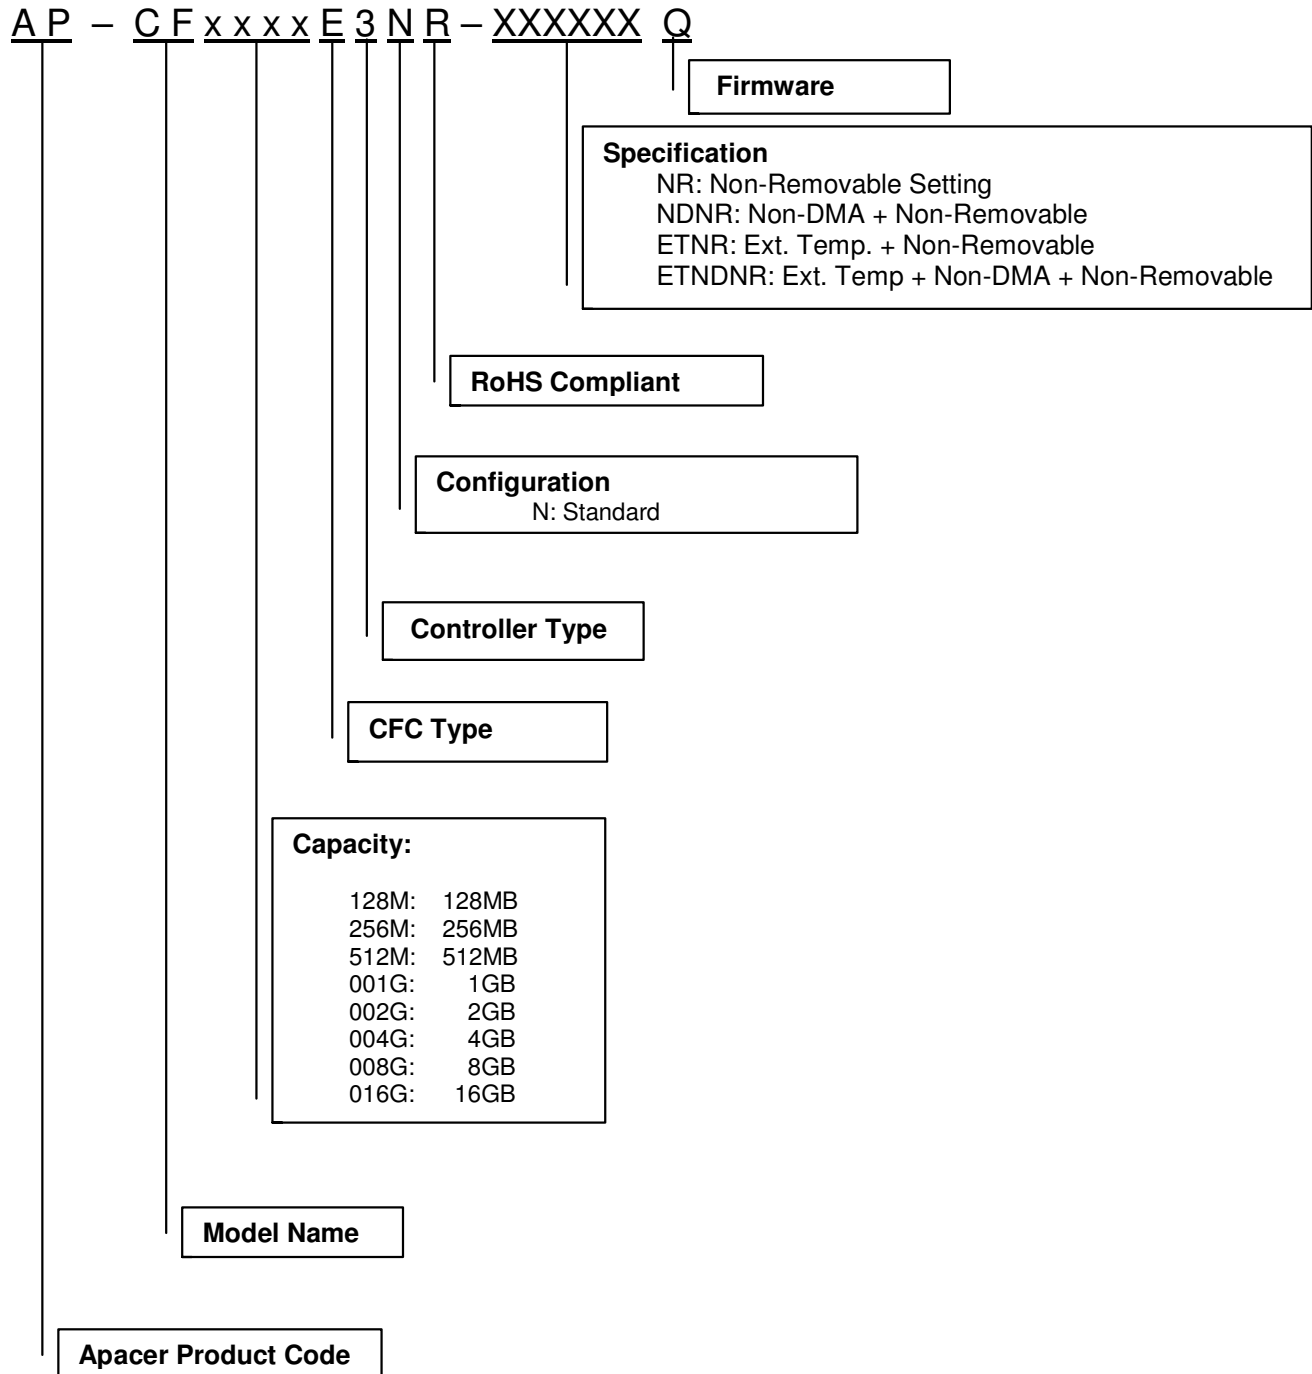 A P – C F x x x x E 3 N R – XXXXXX Q
Firmware
Specification
NR: Non-Removable Setting
NDNR: Non-DMA + Non-Removable
ETNR: Ext. Temp. + Non-Removable
ETNDNR: Ext. Temp + Non-DMA + Non-Removable
RoHS Compliant
Configuration
N: Standard
Controller Type
CFC Type
Capacity:
128M: 128MB
256M: 256MB
512M: 512MB
001G: 1GB
002G: 2GB
004G: 4GB
008G: 8GB
016G: 16GB
Model Name
Apacer Product Code